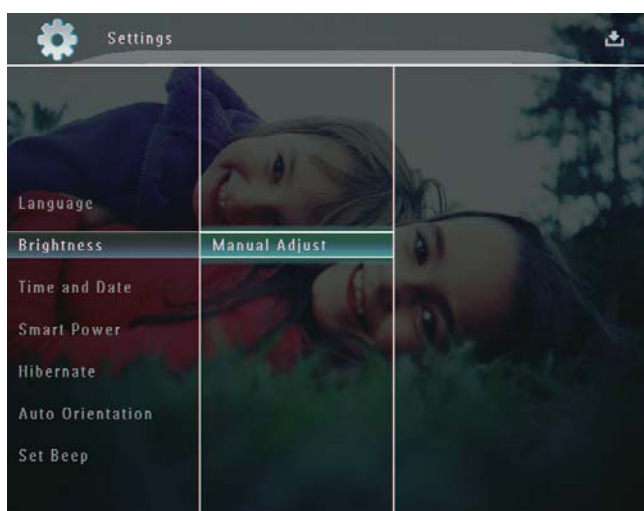 Settings
Language
Brightness
Manual Adjust
Time and Date
Smart Power
Hibernate
Auto Orientation
Set Beep